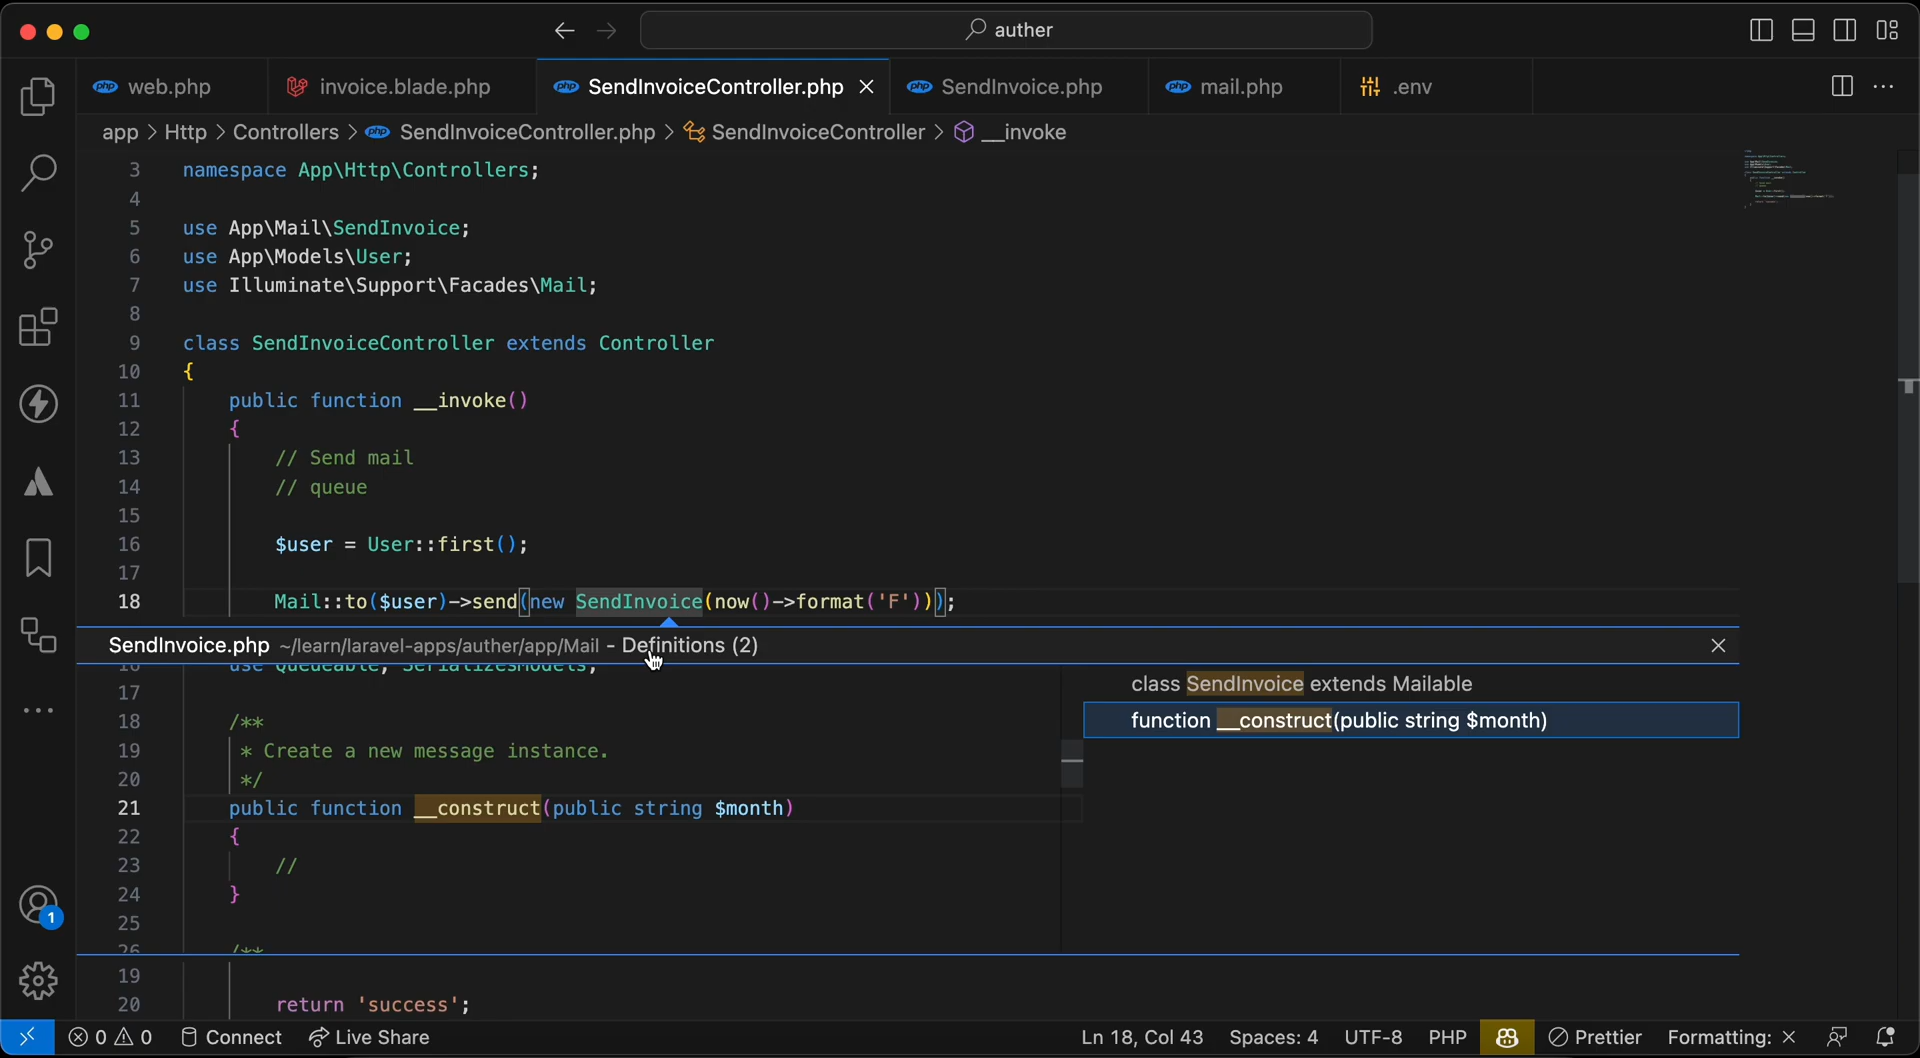 auther
web.php
invoice.blade.php
SendInvoiceController.php
SendInvoice.php
mail.php
.env
app > Http > Controllers > SendInvoiceController.php > SendInvoiceController > __invoke
3 namespace App\Http\Controllers;
4
5 use App\Mail\SendInvoice;
6 use App\Models\User;
7 use Illuminate\Support\Facades\Mail;
8
9 class SendInvoiceController extends Controller
10 {
11 public function __invoke()
12 {
13 // Send mail
14 // queue
15
16 $user = User::first();
17
18 Mail::to($user)->send(new SendInvoice(now()->format('F')));
SendInvoice.php ~/learn/laravel-apps/auther/app/Mail - Definitions (2)
16 use Queueable, SerializesModels;
17
18 /**
19 * Create a new message instance.
20 */
21 public function __construct(public string $month)
22 {
23 //
24 }
25
26 /**
class SendInvoice extends Mailable
function __construct(public string $month)
19
20 return 'success';
1
0 0 Connect Live Share Ln 18, Col 43 Spaces: 4 UTF-8 PHP Prettier Formatting: ×